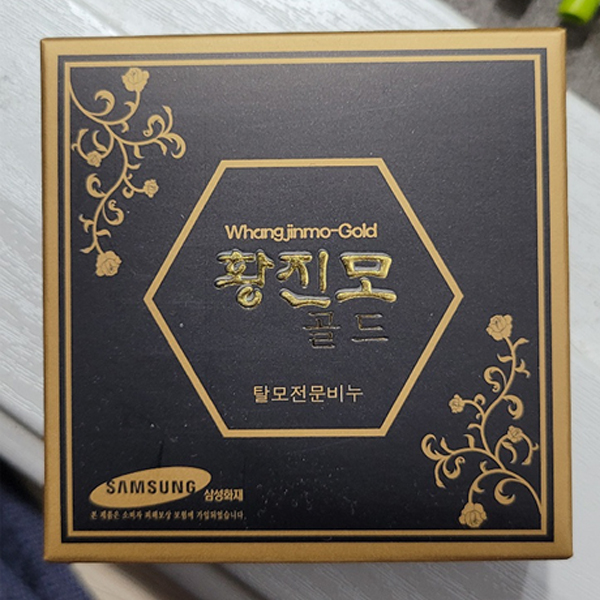 Whangjinmo-Gold
황진모
골드
탈모전문비누
SAMSUNG 삼성화재
본 제품은 소비자 피해보상 보험에 가입되었습니다.